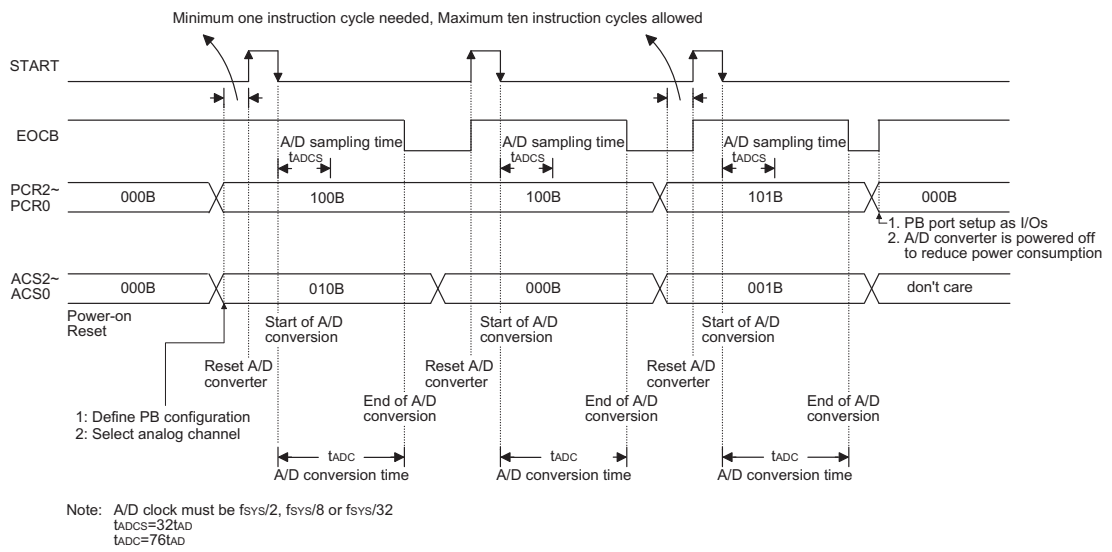 Minimum one instruction cycle needed, Maximum ten instruction cycles allowed
START
EOCB
A/D sampling time
tADCS
A/D sampling time
tADCS
A/D sampling time
tADCS
PCR2~
PCR0
000B
100B
100B
101B
000B
1. PB port setup as I/Os
2. A/D converter is powered off
to reduce power consumption
ACS2~
ACS0
000B
010B
000B
001B
don't care
Power-on
Reset
Start of A/D
conversion
Start of A/D
conversion
Start of A/D
conversion
Reset A/D
converter
Reset A/D
converter
Reset A/D
converter
1: Define PB configuration
2: Select analog channel
End of A/D
conversion
End of A/D
conversion
End of A/D
conversion
tADC
A/D conversion time
tADC
A/D conversion time
tADC
A/D conversion time
Note: A/D clock must be fSYS/2, fSYS/8 or fSYS/32
tADCS=32tAD
tADC=76tAD